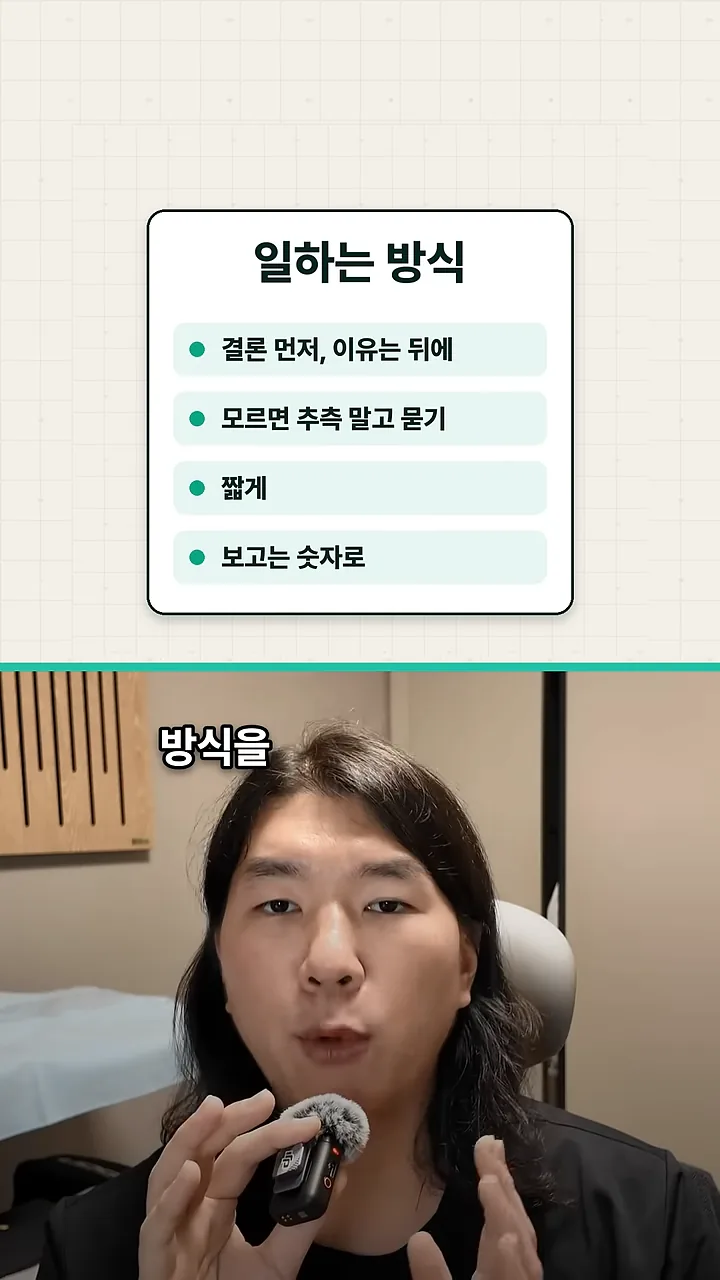 일하는 방식
결론 먼저, 이유는 뒤에
모르면 추측 말고 묻기
짧게
보고는 숫자로
방식을